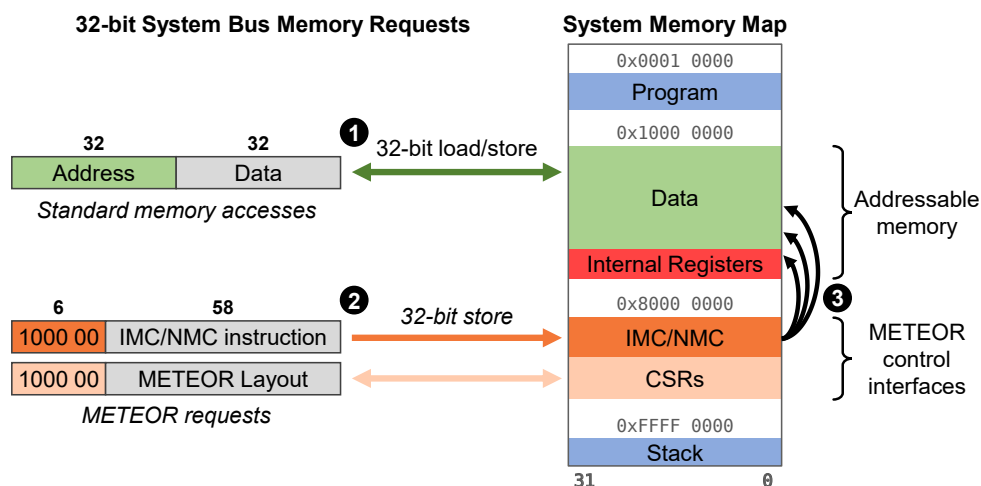 32-bit System Bus Memory Requests
System Memory Map
0x0001 0000
Program
0x1000 0000
1
32 32
32-bit load/store
Address Data
Standard memory accesses
Data
Addressable
memory
Internal Registers
0x8000 0000
2
3
6 58
32-bit store
1000 00 IMC/NMC instruction
IMC/NMC
METEOR
control
interfaces
1000 00 METEOR Layout
CSRs
METEOR requests
0xFFFF 0000
Stack
31 0